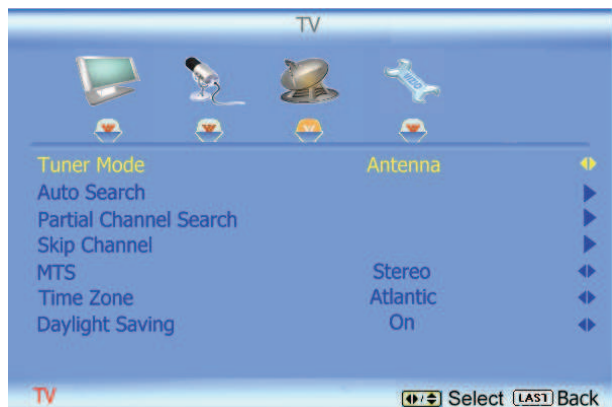 TV
VIZIO
Tuner Mode Antenna
Auto Search
Partial Channel Search
Skip Channel
MTS Stereo
Time Zone Atlantic
Daylight Saving On
TV Select LAST Back